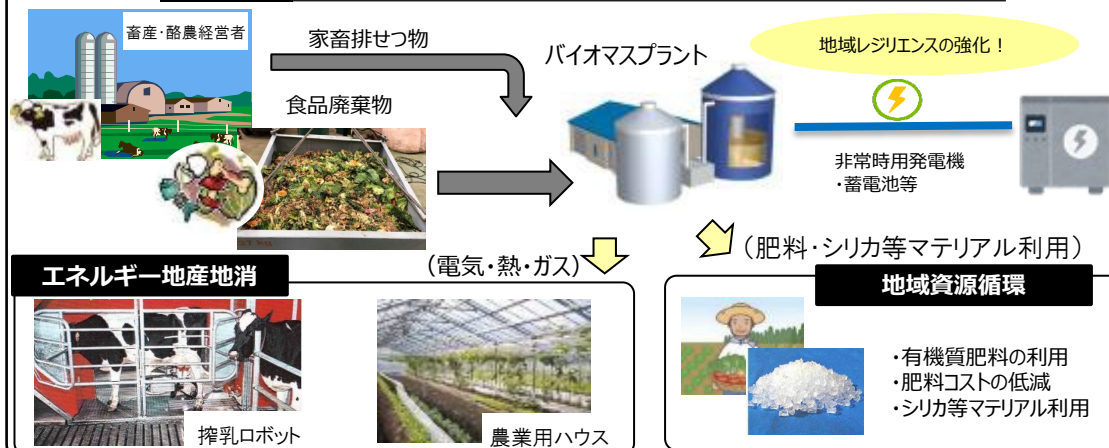 畜産・酪農経営者
家畜排せつ物
食品廃棄物
バイオマスプラント
地域レジリエンスの強化！
非常時用発電機
・蓄電池等
（電気・熱・ガス）
（肥料・シリカ等マテリアル利用）
エネルギー地産地消
搾乳ロボット
農業用ハウス
地域資源循環
・有機質肥料の利用
・肥料コストの低減
・シリカ等マテリアル利用